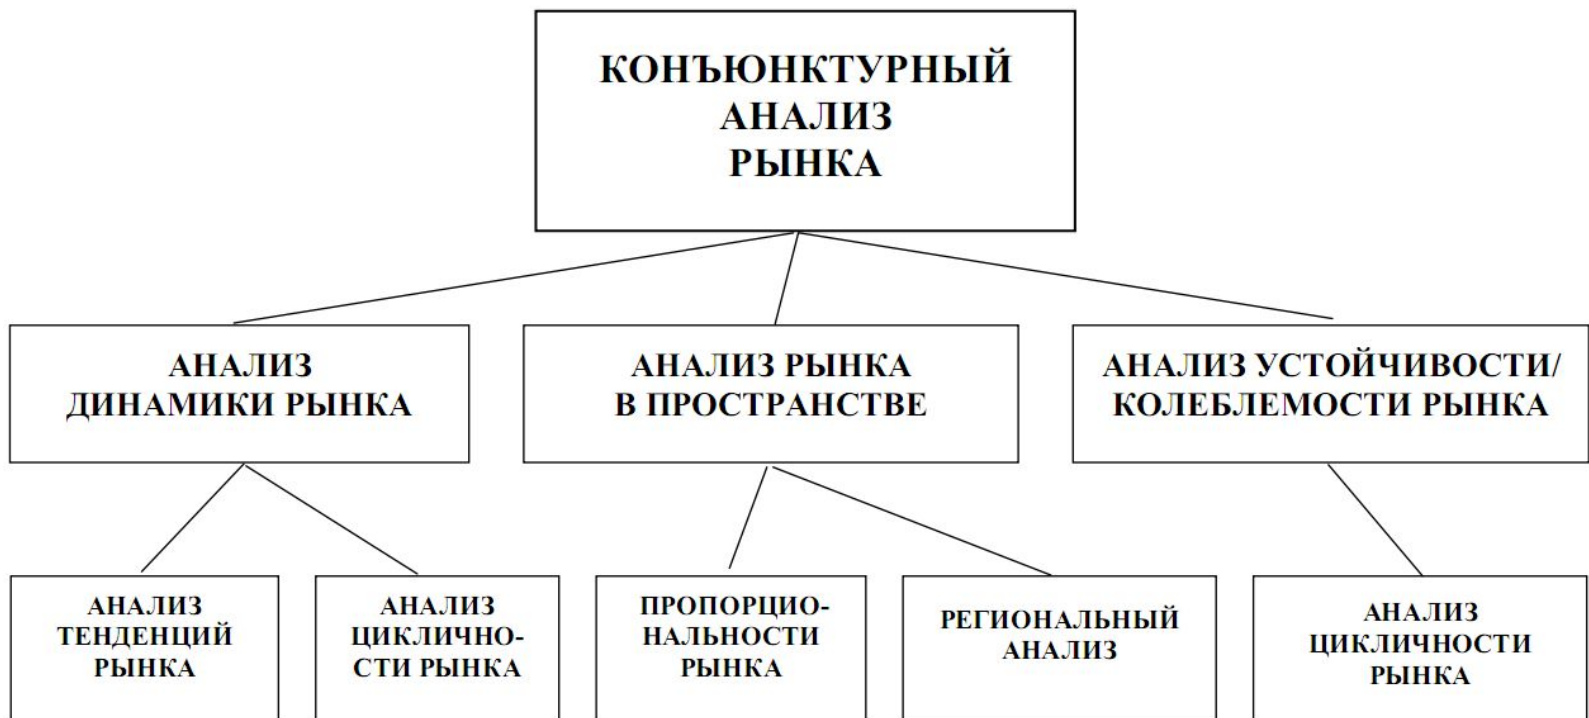 КОНЪЮНКТУРНЫЙ
АНАЛИЗ
РЫНКА
АНАЛИЗ
ДИНАМИКИ РЫНКА
АНАЛИЗ РЫНКА
В ПРОСТРАНСТВЕ
АНАЛИЗ УСТОЙЧИВОСТИ/
КОЛЕБЛЕМОСТИ РЫНКА
АНАЛИЗ
ТЕНДЕНЦИЙ
РЫНКА
АНАЛИЗ
ЦИКЛИЧНО-
СТИ РЫНКА
ПРОПОРЦИО-
НАЛЬНОСТИ
РЫНКА
РЕГИОНАЛЬНЫЙ
АНАЛИЗ
АНАЛИЗ
ЦИКЛИЧНОСТИ
РЫНКА